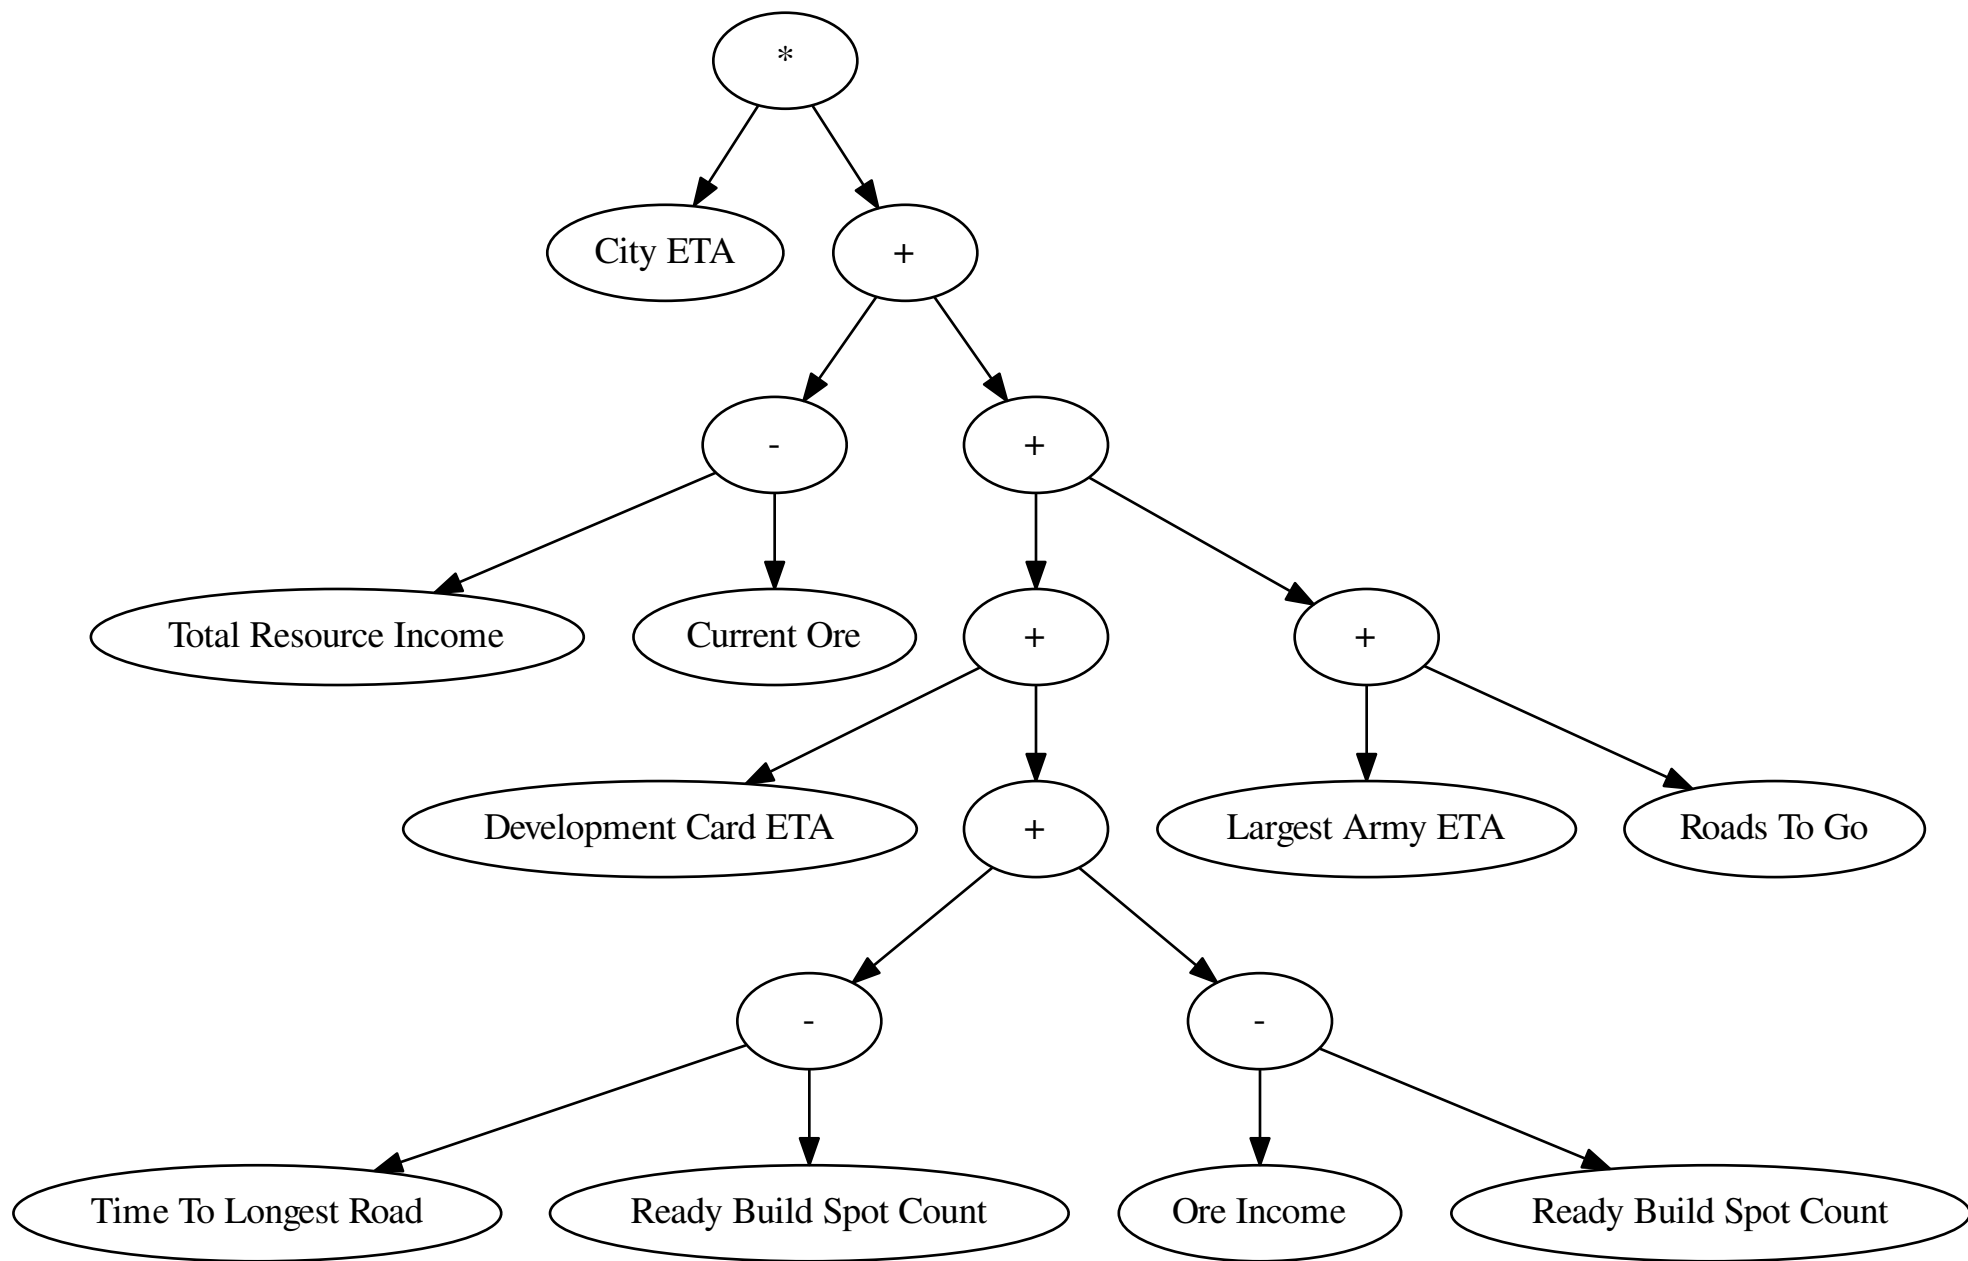 *
City ETA
+
-
+
Total Resource Income
Current Ore
+
+
Development Card ETA
+
Largest Army ETA
Roads To Go
-
-
Time To Longest Road
Ready Build Spot Count
Ore Income
Ready Build Spot Count